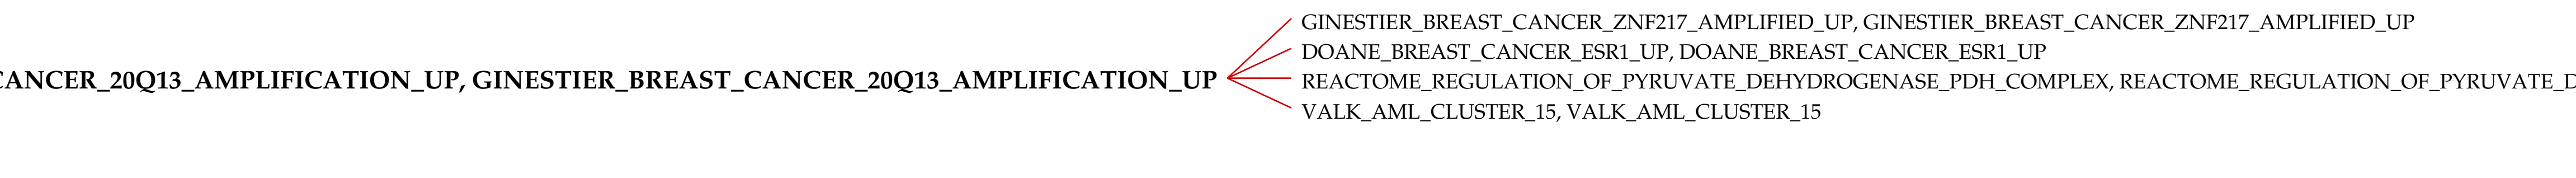 CANCER_20Q13_AMPLIFICATION_UP, GINESTIER_BREAST_CANCER_20Q13_AMPLIFICATION_UP
GINESTIER_BREAST_CANCER_ZNF217_AMPLIFIED_UP, GINESTIER_BREAST_CANCER_ZNF217_AMPLIFIED_UP
DOANE_BREAST_CANCER_ESR1_UP, DOANE_BREAST_CANCER_ESR1_UP
REACTOME_REGULATION_OF_PYRUVATE_DEHYDROGENASE_PDH_COMPLEX, REACTOME_REGULATION_OF_PYRUVATE_D
VALK_AML_CLUSTER_15, VALK_AML_CLUSTER_15